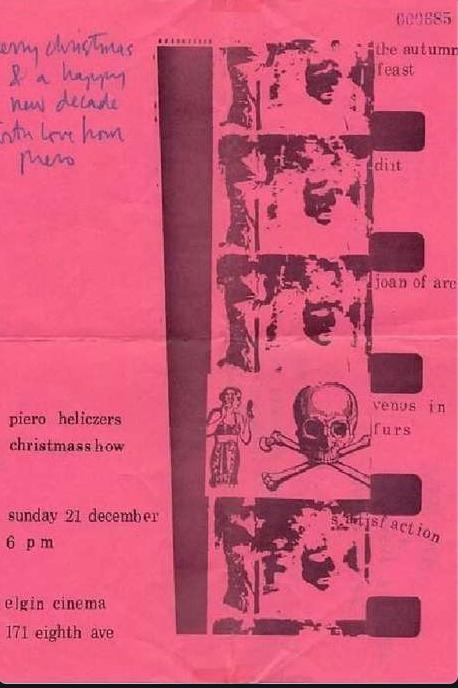 000885
erry christmas
& a happy
new decade
with love from
piero
the autumn
feast
dirt
joan of arc
venus in
furs
satisfaction
piero heliczers
christmasshow
sunday 21 december
6 pm
elgin cinema
171 eighth ave